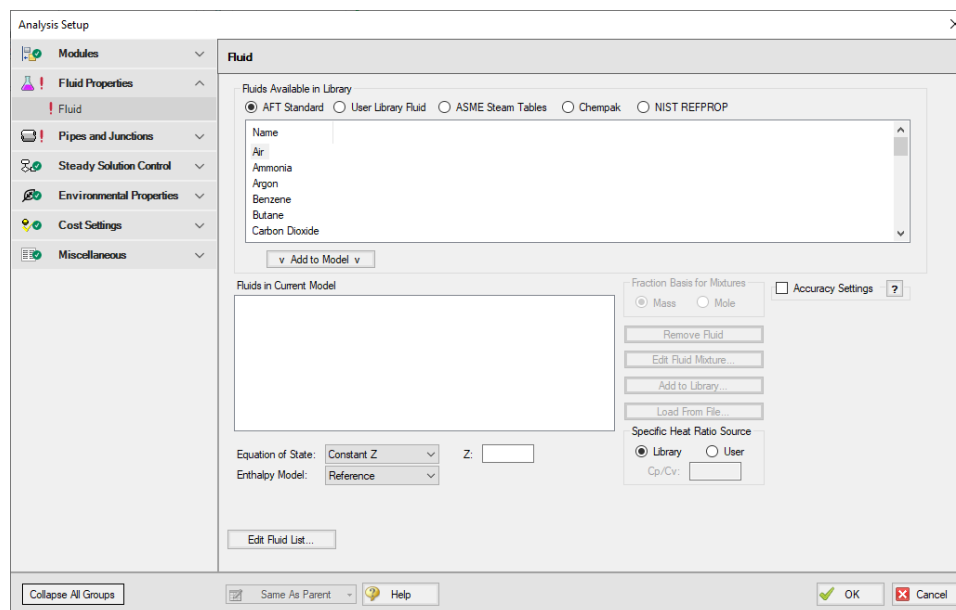 Analysis Setup
Modules
Fluid Properties
! Fluid
Pipes and Junctions
Steady Solution Control
Environmental Properties
Cost Settings
Miscellaneous
Collapse All Groups
Fluid
Fluids Available in Library
AFT Standard User Library Fluid ASME Steam Tables Chempak NIST REFPROP
Name
Air
Ammonia
Argon
Benzene
Butane
Carbon Dioxide
v Add to Model v
Fluids in Current Model
Fraction Basis for Mixtures
Mass Mole
Accuracy Settings ?
Remove Fluid
Edit Fluid Mixture...
Add to Library...
Load From File...
Specific Heat Ratio Source
Library User
Cp/Cv:
Equation of State: Constant Z Z:
Enthalpy Model: Reference
Edit Fluid List...
Same As Parent Help OK Cancel